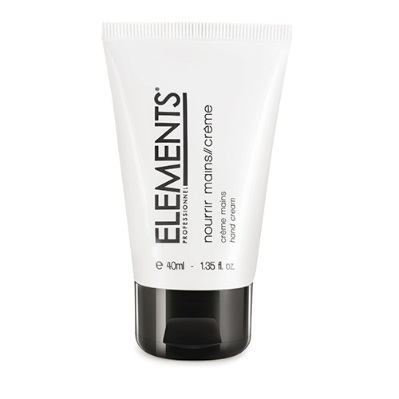 ELEMENTS®
PROFESSIONNEL
nourrir mains//crème
crème mains
hand cream
e 40ml - 1.35 fl. oz.